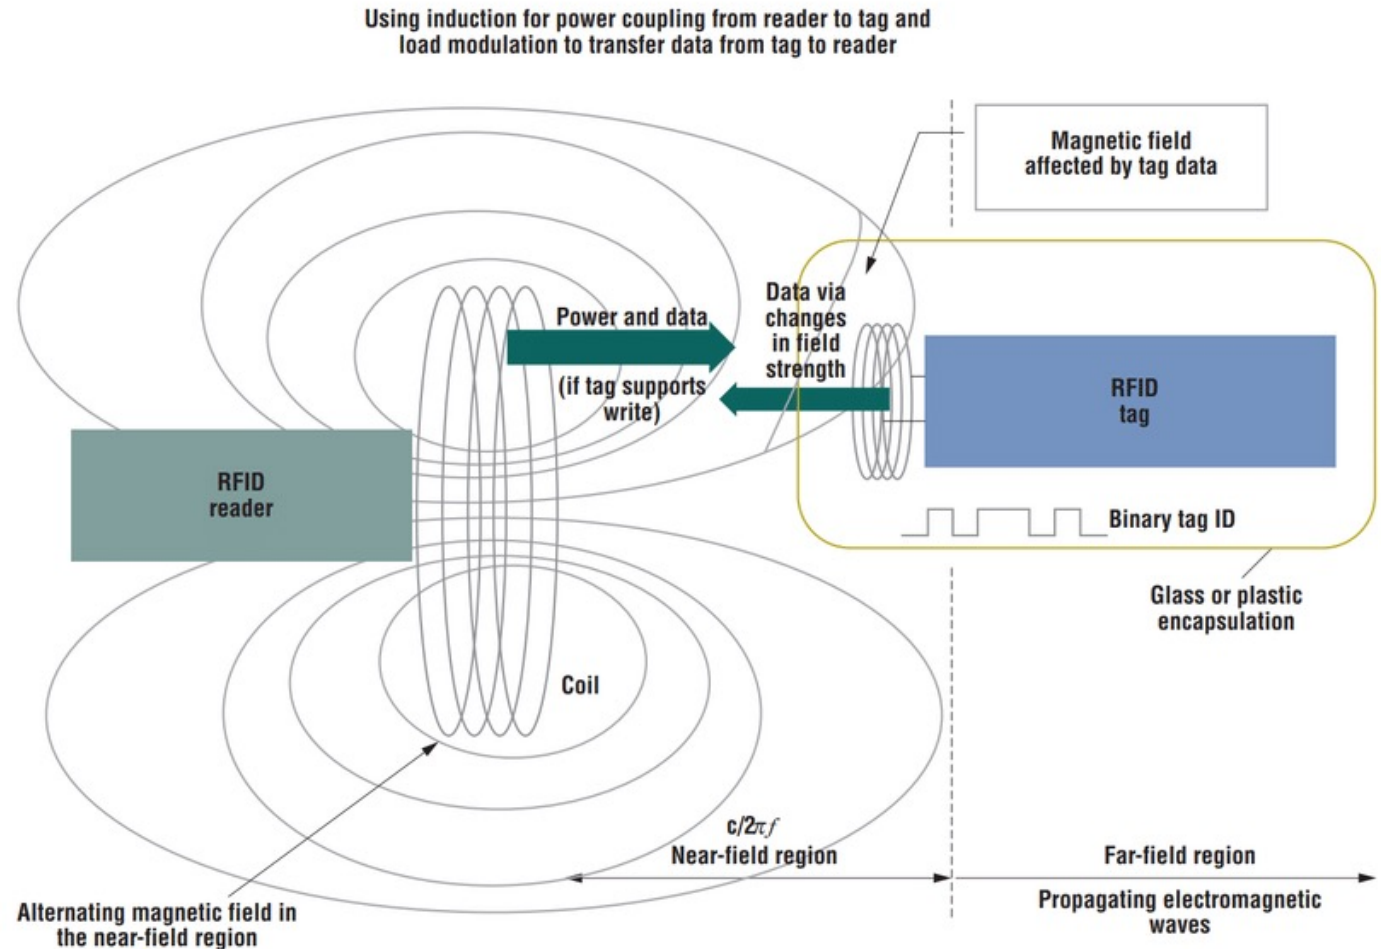 Using induction for power coupling from reader to tag and
load modulation to transfer data from tag to reader
Magnetic field
affected by tag data
Data via
changes
in field
strength
Power and data
(if tag supports
write)
RFID
tag
RFID
reader
Binary tag ID
Glass or plastic
encapsulation
Coil
c/2πf
Near-field region
Far-field region
Propagating electromagnetic
waves
Alternating magnetic field in
the near-field region